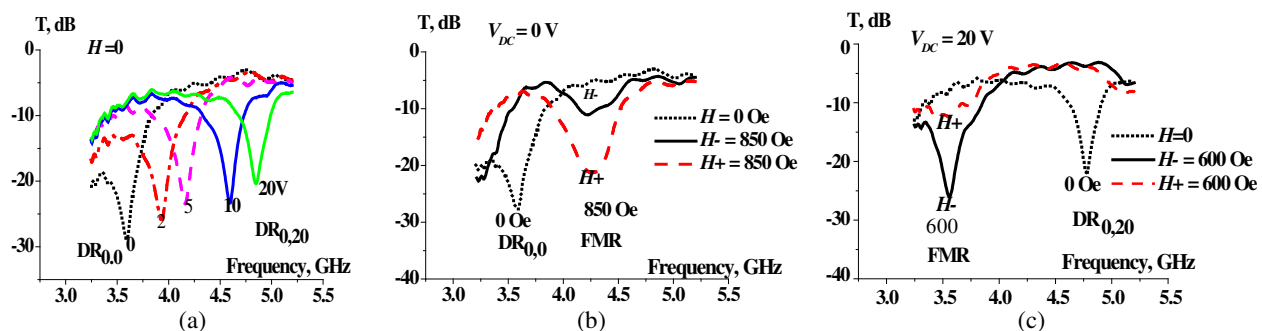 T, dB
H=0
0
-10
-20
-30
0
2
5
10
20V
DR0.0
DR0,20
Frequency, GHz
3.0 3.5 4.0 4.5 5.0 5.5
(a)
T, dB
VDC = 0 V
0
-10
-20
-30
-40
H-
H+
850 Oe
FMR
0 Oe
DR0,0
H = 0 Oe
H- = 850 Oe
H+ = 850 Oe
Frequency, GHz
3.0 3.5 4.0 4.5 5.0 5.5
(b)
T, dB
VDC = 20 V
0
-10
-20
-30
-40
H+
H-
600
FMR
0 Oe
DR0,20
H=0
H- = 600 Oe
H+ = 600 Oe
Frequency, GHz
3.0 3.5 4.0 4.5 5.0 5.5
(c)